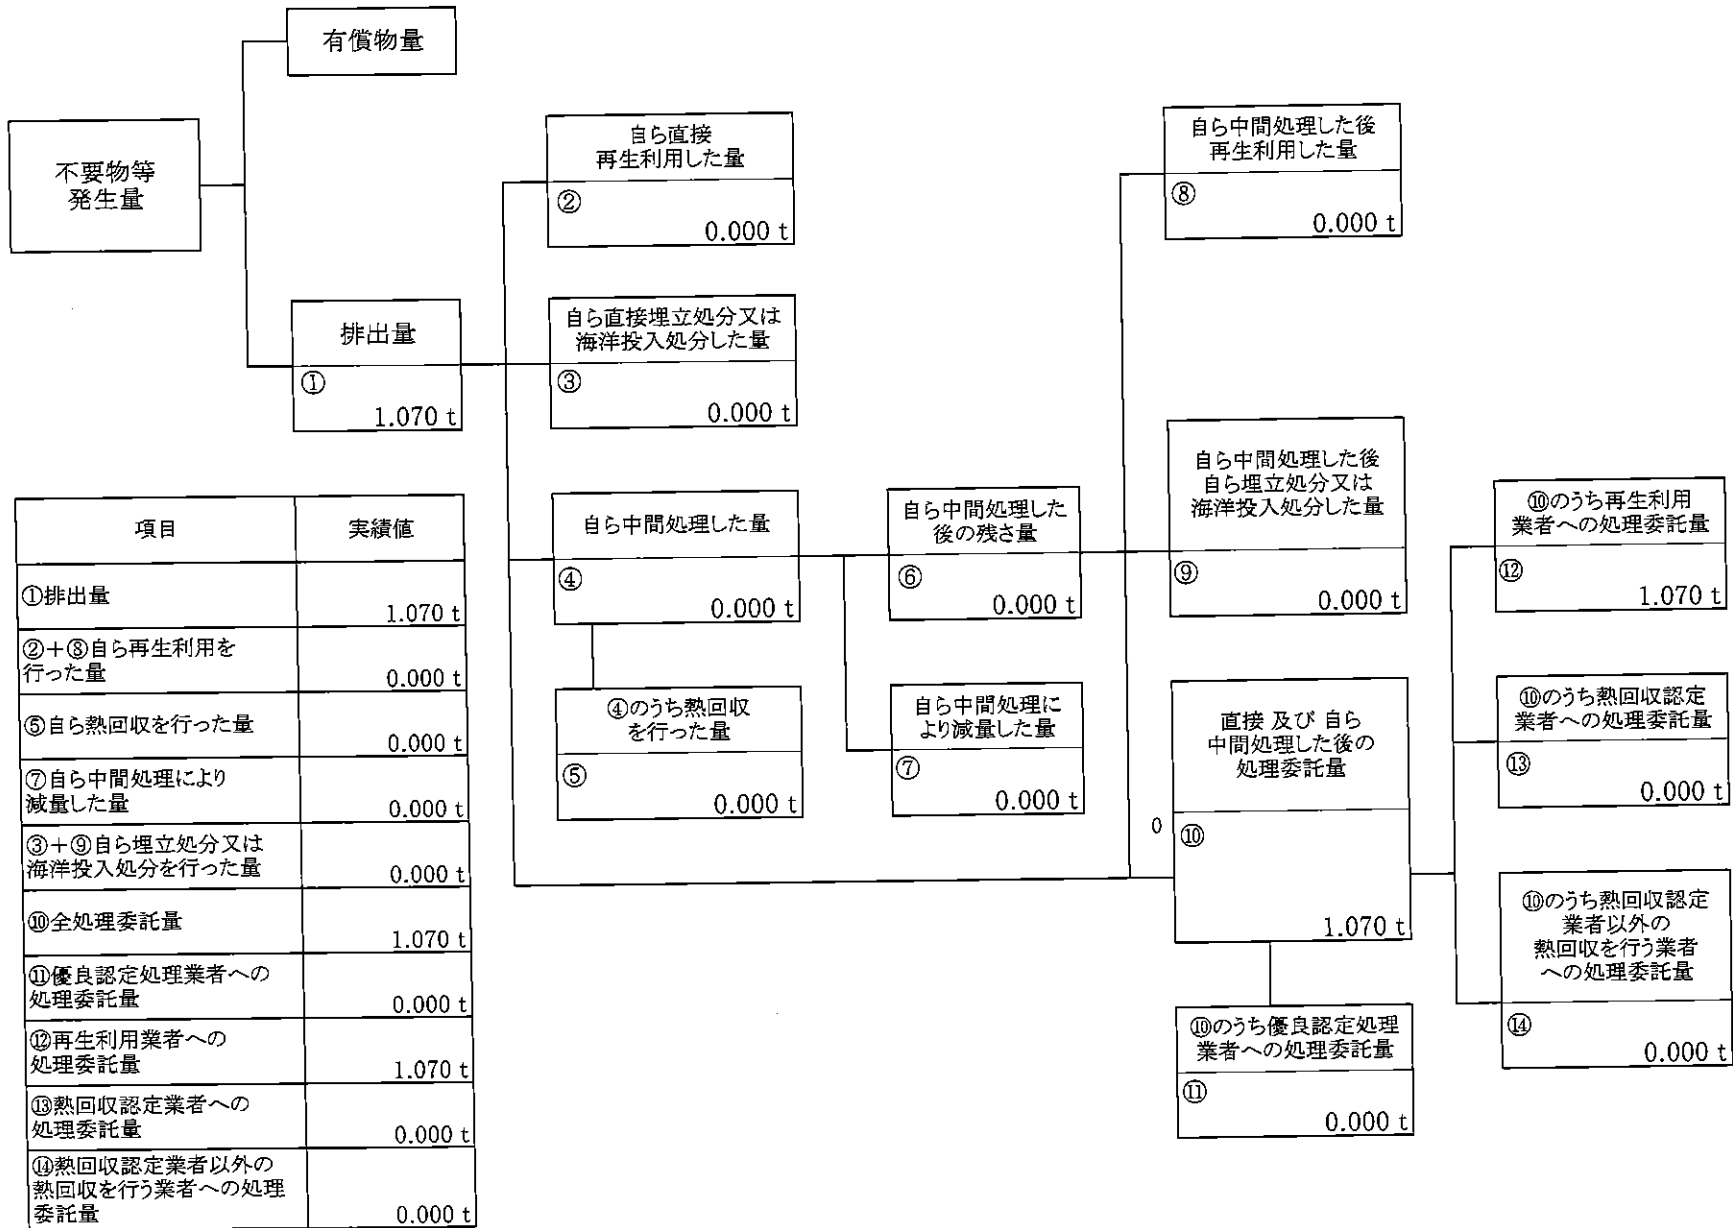 有償物量
不要物等
発生量
排出量
①
1.070 t
自ら直接
再生利用した量
②
0.000 t
自ら直接埋立処分又は
海洋投入処分した量
③
0.000 t
自ら中間処理した量
④
0.000 t
④のうち熱回収
を行った量
⑤
0.000 t
自ら中間処理した
後の残さ量
⑥
0.000 t
自ら中間処理に
より減量した量
⑦
0.000 t
自ら中間処理した後
再生利用した量
⑧
0.000 t
自ら中間処理した後
自ら埋立処分又は
海洋投入処分した量
⑨
0.000 t
直接 及び 自ら
中間処理した後の
処理委託量
0
⑩
1.070 t
⑩のうち優良認定処理
業者への処理委託量
⑪
0.000 t
⑩のうち再生利用
業者への処理委託量
⑫
1.070 t
⑩のうち熱回収認定
業者への処理委託量
⑬
0.000 t
⑩のうち熱回収認定
業者以外の
熱回収を行う業者
への処理委託量
⑭
0.000 t
項目 実績値
①排出量
1.070 t
②+⑧自ら再生利用を
行った量
0.000 t
⑤自ら熱回収を行った量
0.000 t
⑦自ら中間処理により
減量した量
0.000 t
③+⑨自ら埋立処分又は
海洋投入処分を行った量
0.000 t
⑩全処理委託量
1.070 t
⑪優良認定処理業者への
処理委託量
0.000 t
⑫再生利用業者への
処理委託量
1.070 t
⑬熱回収認定業者への
処理委託量
0.000 t
⑭熱回収認定業者以外の
熱回収を行う業者への処理
委託量
0.000 t